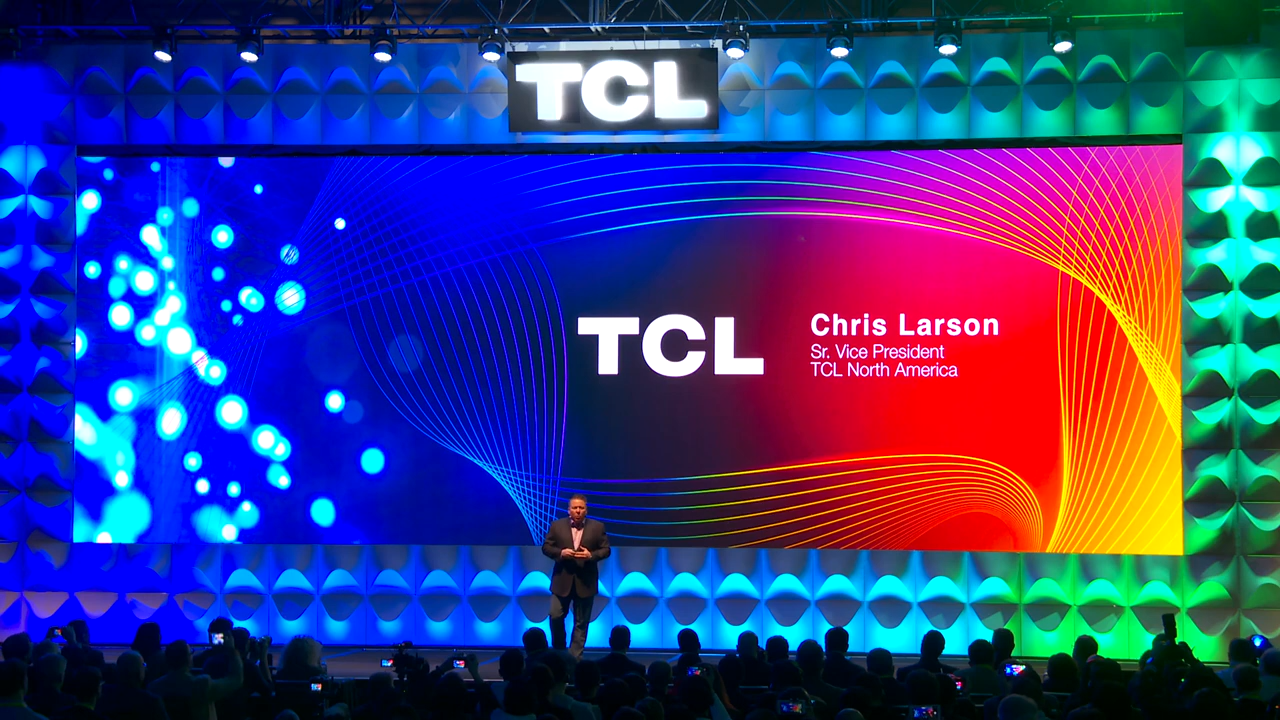 TCL
TCL
Chris Larson
Sr. Vice President
TCL North America